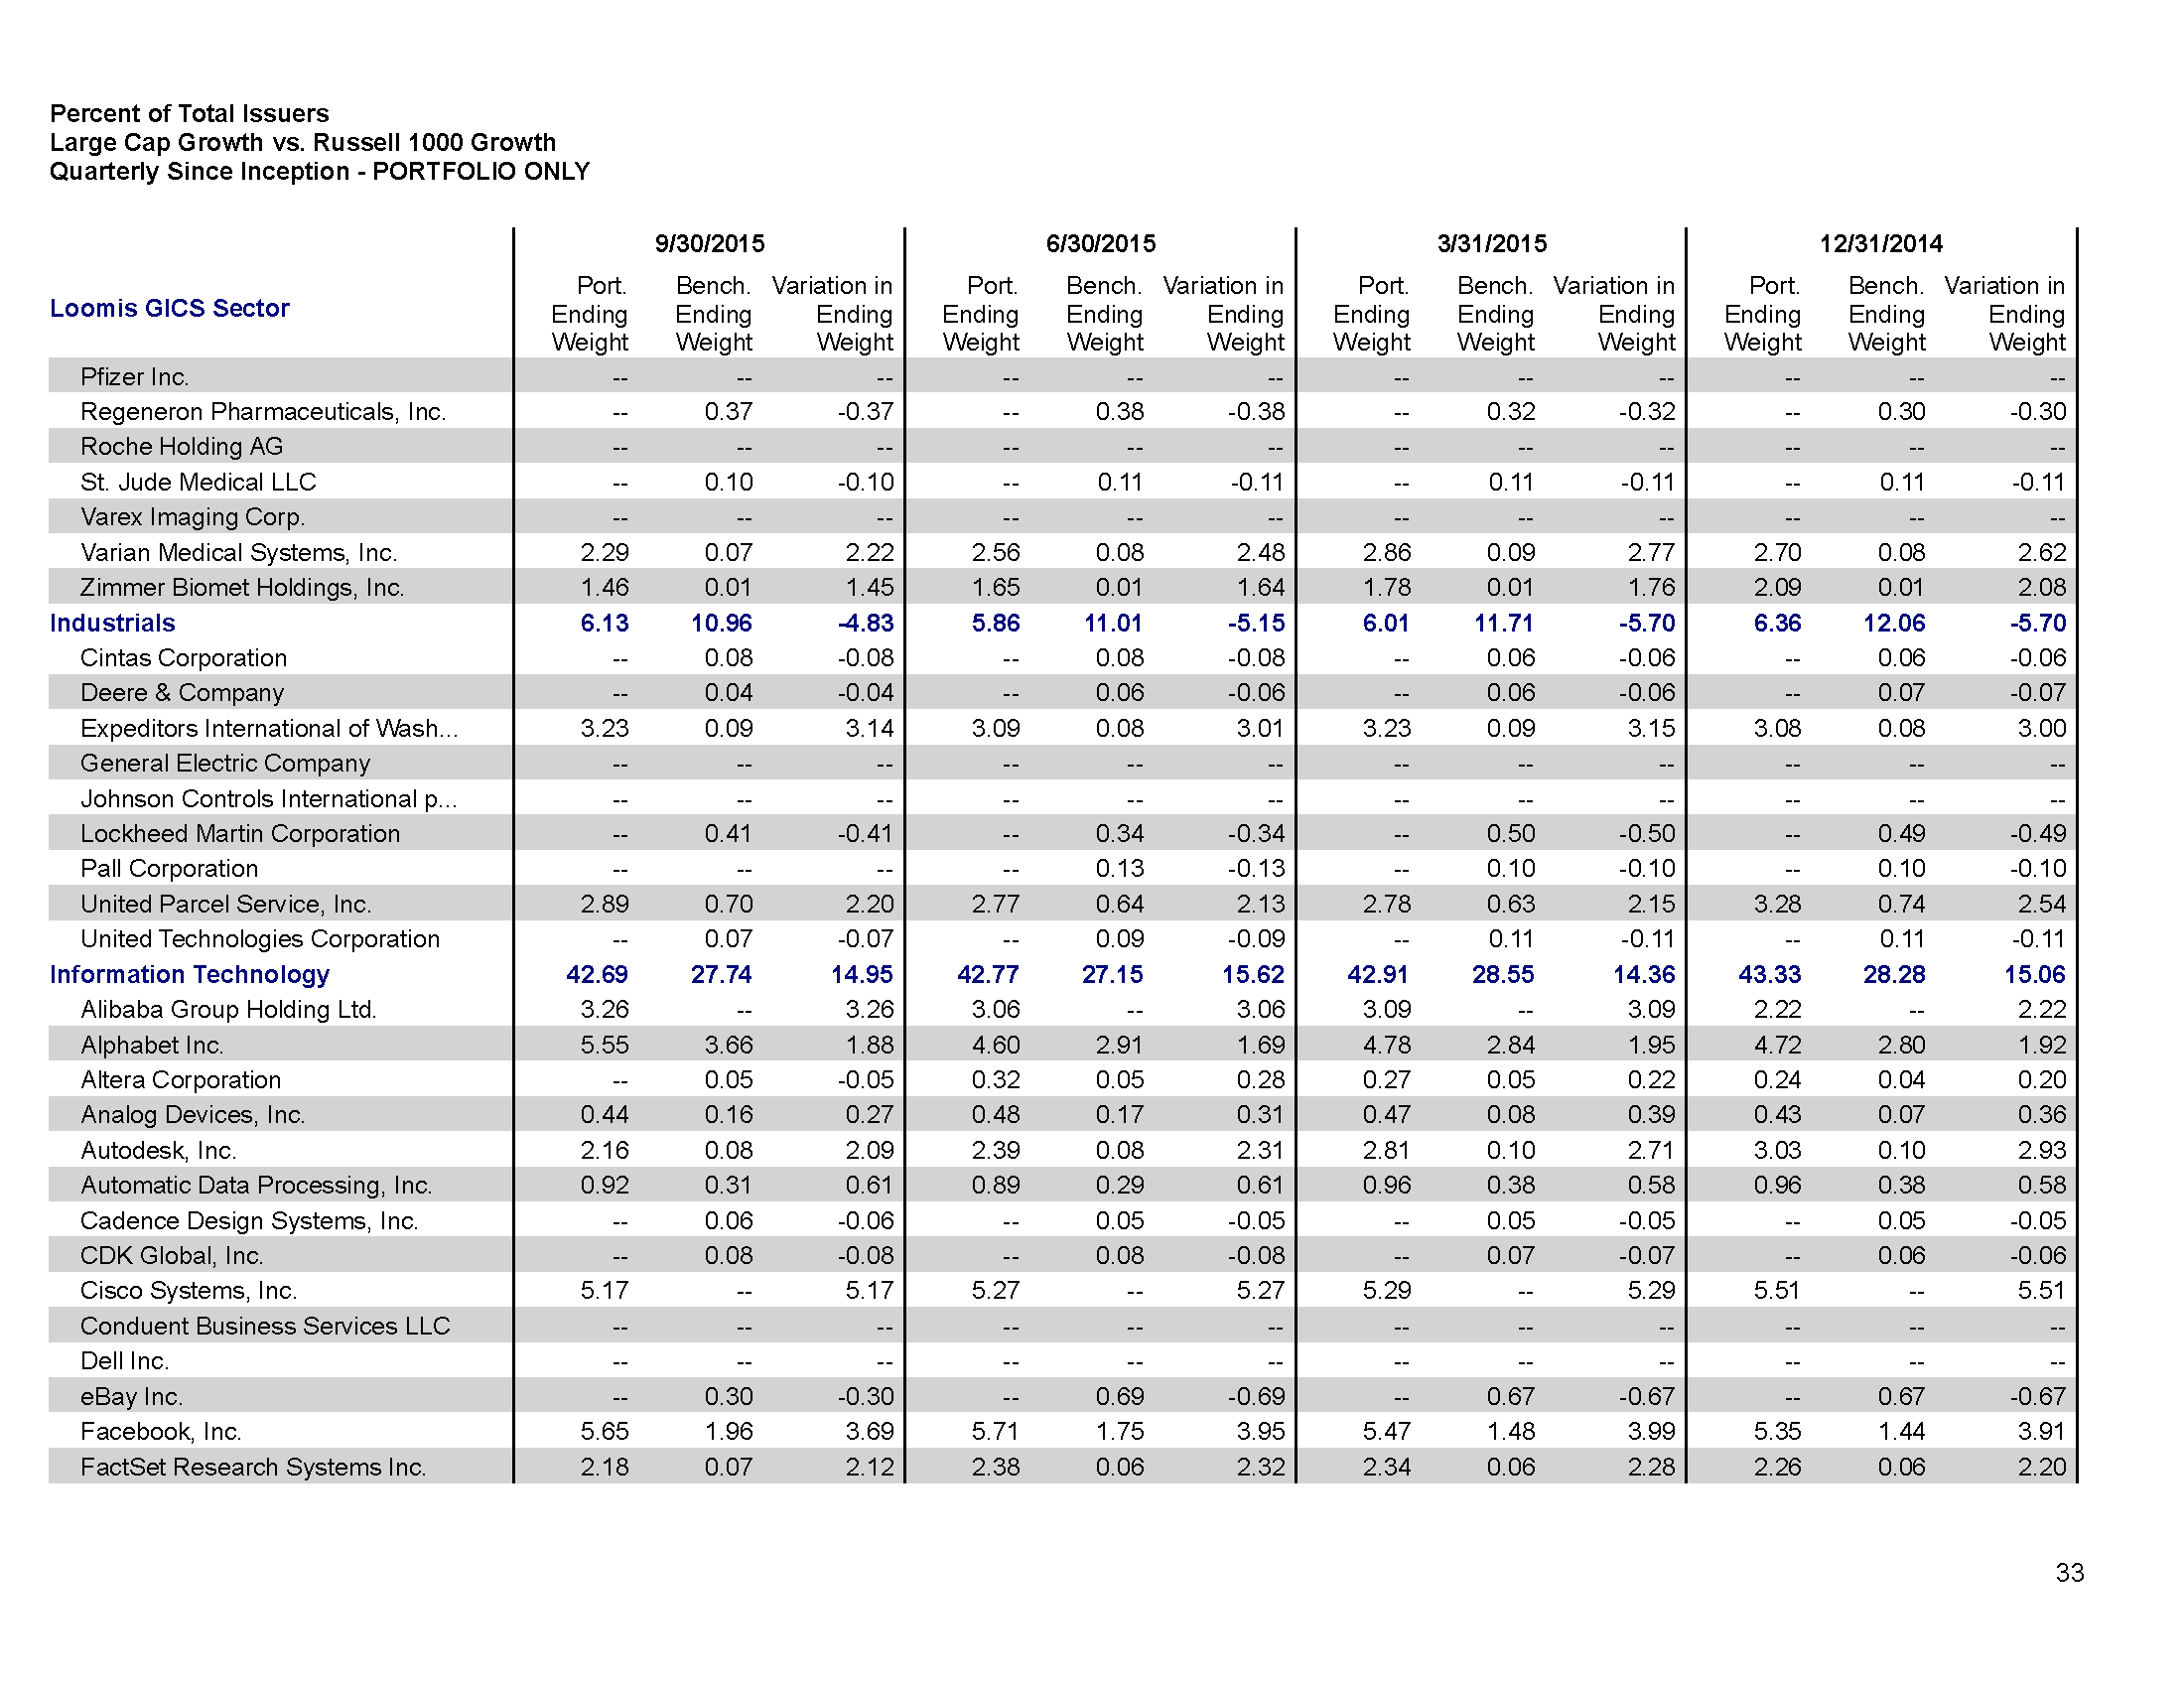 Percent of Total Issuers
Large Cap Growth vs. Russell 1000 Growth
Quarterly Since Inception - PORTFOLIO ONLY
9/30/2015 6/30/2015 3/31/2015 12/31/2014
Loomis GICS Sector
Port. Bench. Variation in Port. Bench. Variation in Port. Bench. Variation in Port. Bench. Variation in
Ending Ending Ending Ending Ending Ending Ending Ending Ending Ending Ending Ending
Weight Weight Weight Weight Weight Weight Weight Weight Weight Weight Weight Weight
Pfizer Inc. -- -- -- -- -- -- -- -- -- -- -- --
Regeneron Pharmaceuticals, Inc. -- 0.37 -0.37 -- 0.38 -0.38 -- 0.32 -0.32 -- 0.30 -0.30
Roche Holding AG -- -- -- -- -- -- -- -- -- -- -- --
St. Jude Medical LLC -- 0.10 -0.10 -- 0.11 -0.11 -- 0.11 -0.11 -- 0.11 -0.11
Varex Imaging Corp. -- -- -- -- -- -- -- -- -- -- -- --
Varian Medical Systems, Inc. 2.29 0.07 2.22 2.56 0.08 2.48 2.86 0.09 2.77 2.70 0.08 2.62
Zimmer Biomet Holdings, Inc. 1.46 0.01 1.45 1.65 0.01 1.64 1.78 0.01 1.76 2.09 0.01 2.08
Industrials 6.13 10.96 -4.83 5.86 11.01 -5.15 6.01 11.71 -5.70 6.36 12.06 -5.70
Cintas Corporation -- 0.08 -0.08 -- 0.08 -0.08 -- 0.06 -0.06 -- 0.06 -0.06
Deere & Company -- 0.04 -0.04 -- 0.06 -0.06 -- 0.06 -0.06 -- 0.07 -0.07
Expeditors International of Wash... 3.23 0.09 3.14 3.09 0.08 3.01 3.23 0.09 3.15 3.08 0.08 3.00
General Electric Company -- -- -- -- -- -- -- -- -- -- -- --
Johnson Controls International p... -- -- -- -- -- -- -- -- -- -- -- --
Lockheed Martin Corporation -- 0.41 -0.41 -- 0.34 -0.34 -- 0.50 -0.50 -- 0.49 -0.49
Pall Corporation -- -- -- -- 0.13 -0.13 -- 0.10 -0.10 -- 0.10 -0.10
United Parcel Service, Inc. 2.89 0.70 2.20 2.77 0.64 2.13 2.78 0.63 2.15 3.28 0.74 2.54
United Technologies Corporation -- 0.07 -0.07 -- 0.09 -0.09 -- 0.11 -0.11 -- 0.11 -0.11
Information Technology 42.69 27.74 14.95 42.77 27.15 15.62 42.91 28.55 14.36 43.33 28.28 15.06
Alibaba Group Holding Ltd. 3.26 -- 3.26 3.06 -- 3.06 3.09 -- 3.09 2.22 -- 2.22
Alphabet Inc. 5.55 3.66 1.88 4.60 2.91 1.69 4.78 2.84 1.95 4.72 2.80 1.92
Altera Corporation -- 0.05 -0.05 0.32 0.05 0.28 0.27 0.05 0.22 0.24 0.04 0.20
Analog Devices, Inc. 0.44 0.16 0.27 0.48 0.17 0.31 0.47 0.08 0.39 0.43 0.07 0.36
Autodesk, Inc. 2.16 0.08 2.09 2.39 0.08 2.31 2.81 0.10 2.71 3.03 0.10 2.93
Automatic Data Processing, Inc. 0.92 0.31 0.61 0.89 0.29 0.61 0.96 0.38 0.58 0.96 0.38 0.58
Cadence Design Systems, Inc. -- 0.06 -0.06 -- 0.05 -0.05 -- 0.05 -0.05 -- 0.05 -0.05
CDK Global, Inc. -- 0.08 -0.08 -- 0.08 -0.08 -- 0.07 -0.07 -- 0.06 -0.06
Cisco Systems, Inc. 5.17 -- 5.17 5.27 -- 5.27 5.29 -- 5.29 5.51 -- 5.51
Conduent Business Services LLC -- -- -- -- -- -- -- -- -- -- -- --
Dell Inc. -- -- -- -- -- -- -- -- -- -- -- --
eBay Inc. -- 0.30 -0.30 -- 0.69 -0.69 -- 0.67 -0.67 -- 0.67 -0.67
Facebook, Inc. 5.65 1.96 3.69 5.71 1.75 3.95 5.47 1.48 3.99 5.35 1.44 3.91
FactSet Research Systems Inc. 2.18 0.07 2.12 2.38 0.06 2.32 2.34 0.06 2.28 2.26 0.06 2.20
33